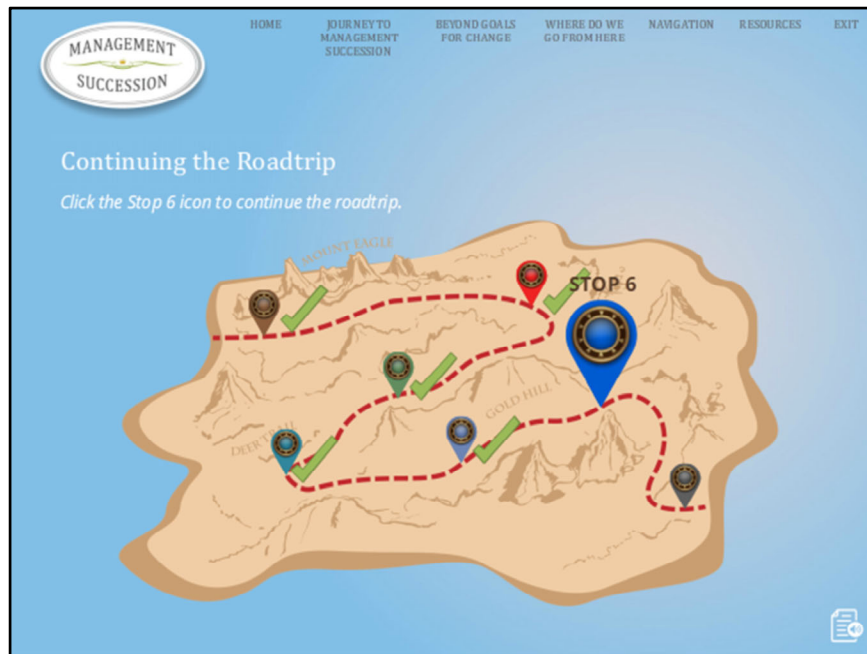 MANAGEMENT
SUCCESSION
HOME
JOURNEY TO
MANAGEMENT
SUCCESSION
BEYOND GOALS
FOR CHANGE
WHERE DO WE
GO FROM HERE
NAVIGATION
RESOURCES
EXIT
Continuing the Roadtrip
Click the Stop 6 icon to continue the roadtrip.
MOUNT EAGLE
STOP 6
GOLD HILL
DEER TRAIL